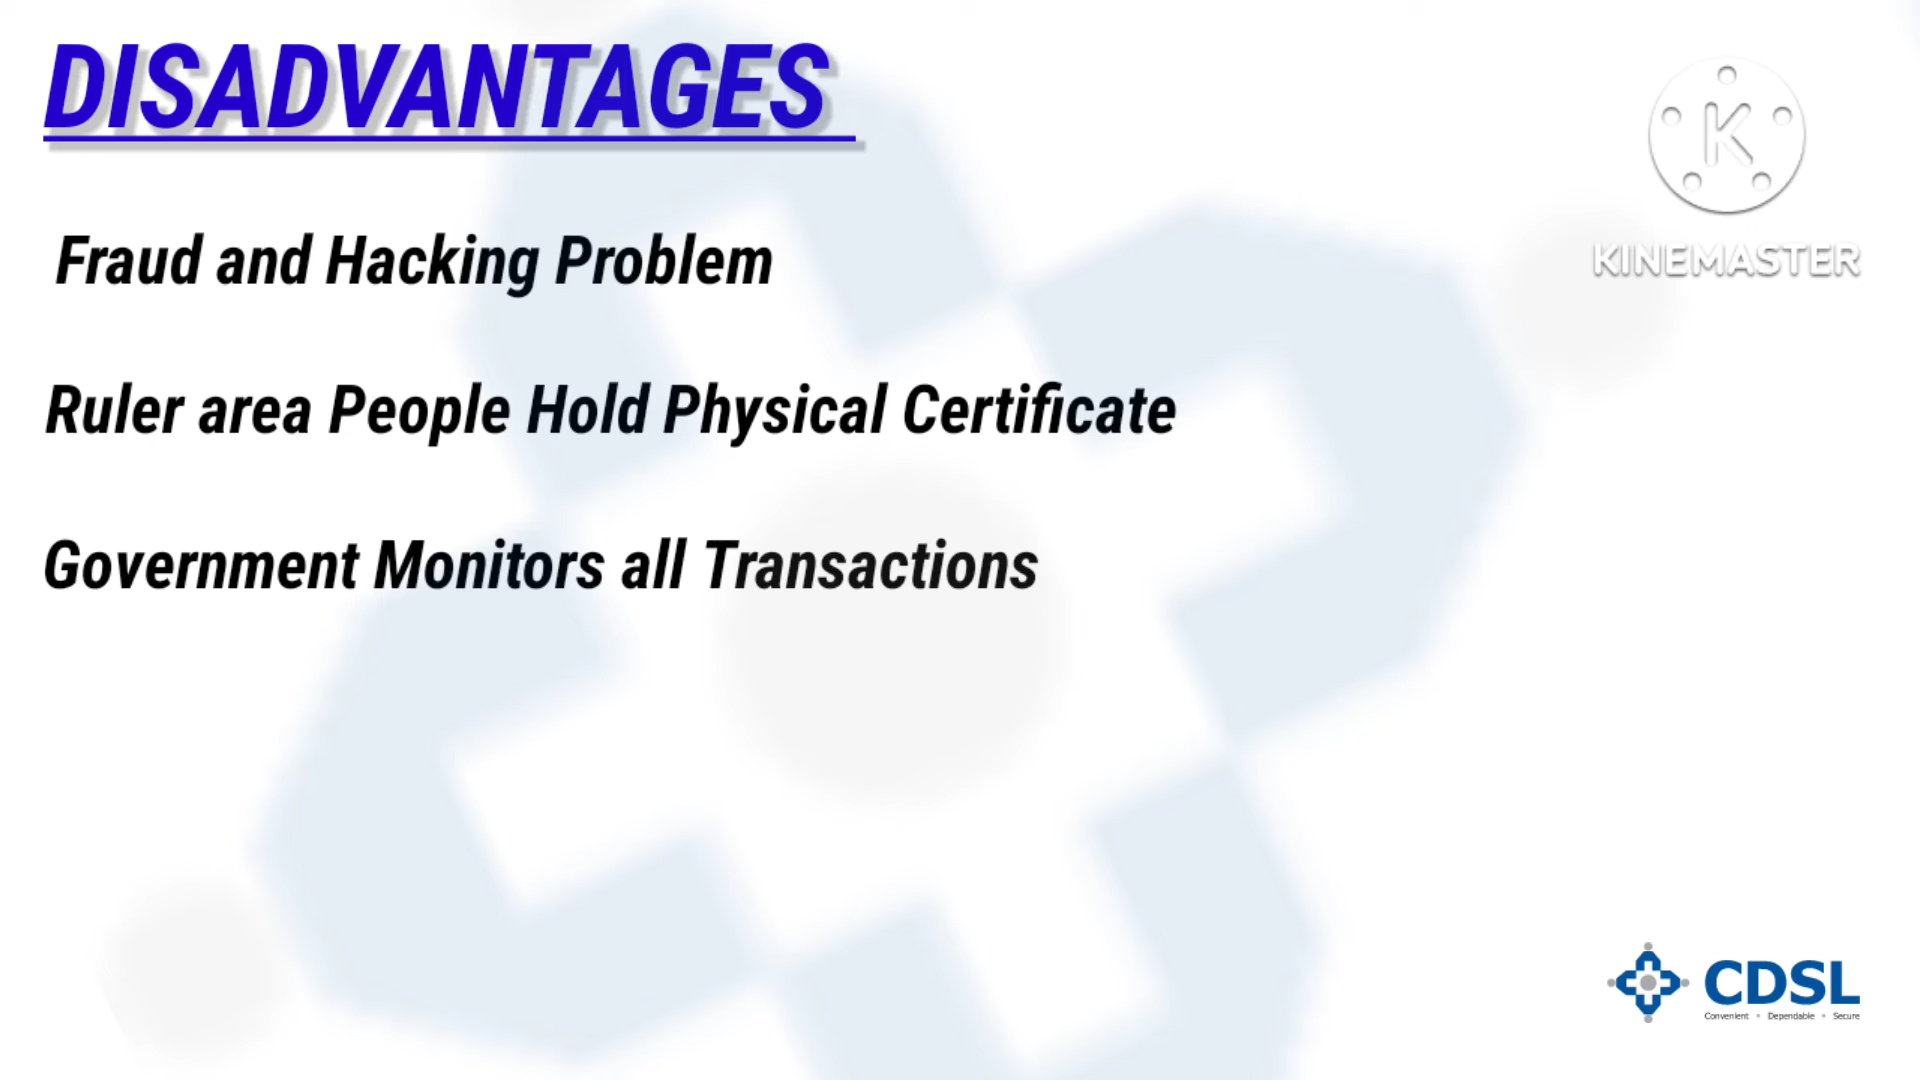 DISADVANTAGES
Fraud and Hacking Problem
Ruler area People Hold Physical Certificate
Government Monitors all Transactions
K
KINEMASTER
CDSL
Convenient • Dependable • Secure